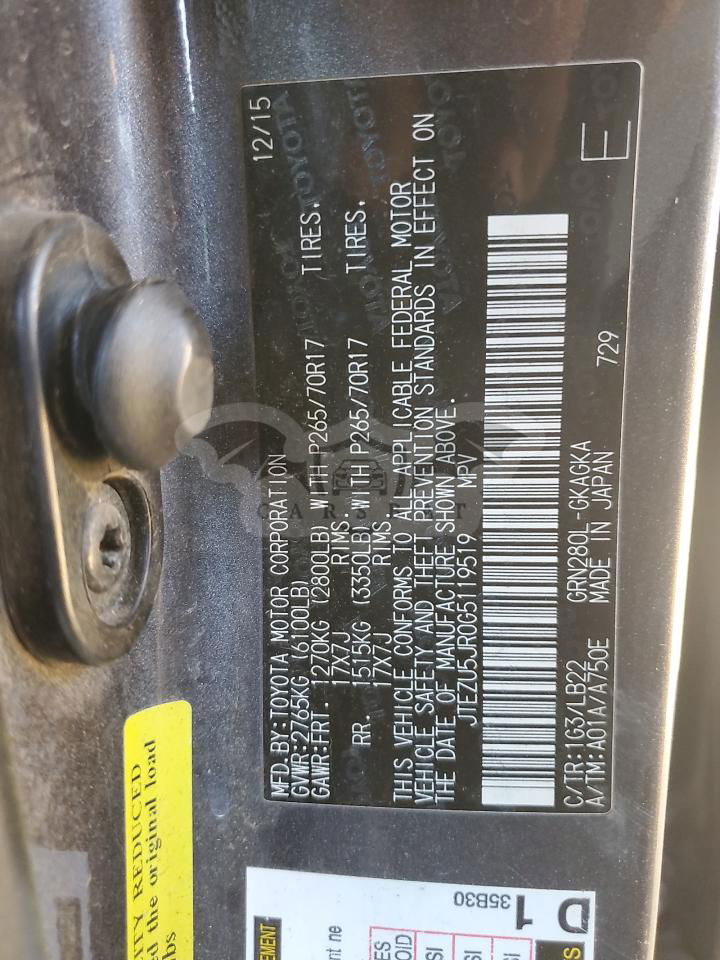 MFD.BY:TOYOTA MOTOR CORPORATION 12/15
GVWR:2765KG (6100LB)
GAWR:FRT. 1270KG (2800LB) WITH P265/70R17 TIRES.
17X7J RIMS.
RR. 1515KG (3350LB) WITH P265/70R17 TIRES.
17X7J RIMS.
THIS VEHICLE CONFORMS TO APPLICABLE FEDERAL MOTOR
VEHICLE SAFETY AND THEFT PREVENTION STANDARDS IN EFFECT ON
THE DATE OF MANUFACTURE SHOWN ABOVE.
JTEZU5JR0G5119519 MPV
C/TR:1G3/LB22 GRN280L-GKAGKA 729
A/TM:A01A/A750E MADE IN JAPAN
E
CARSFAST
ITY REDUCED
d the original load
bs
35B30
D 1